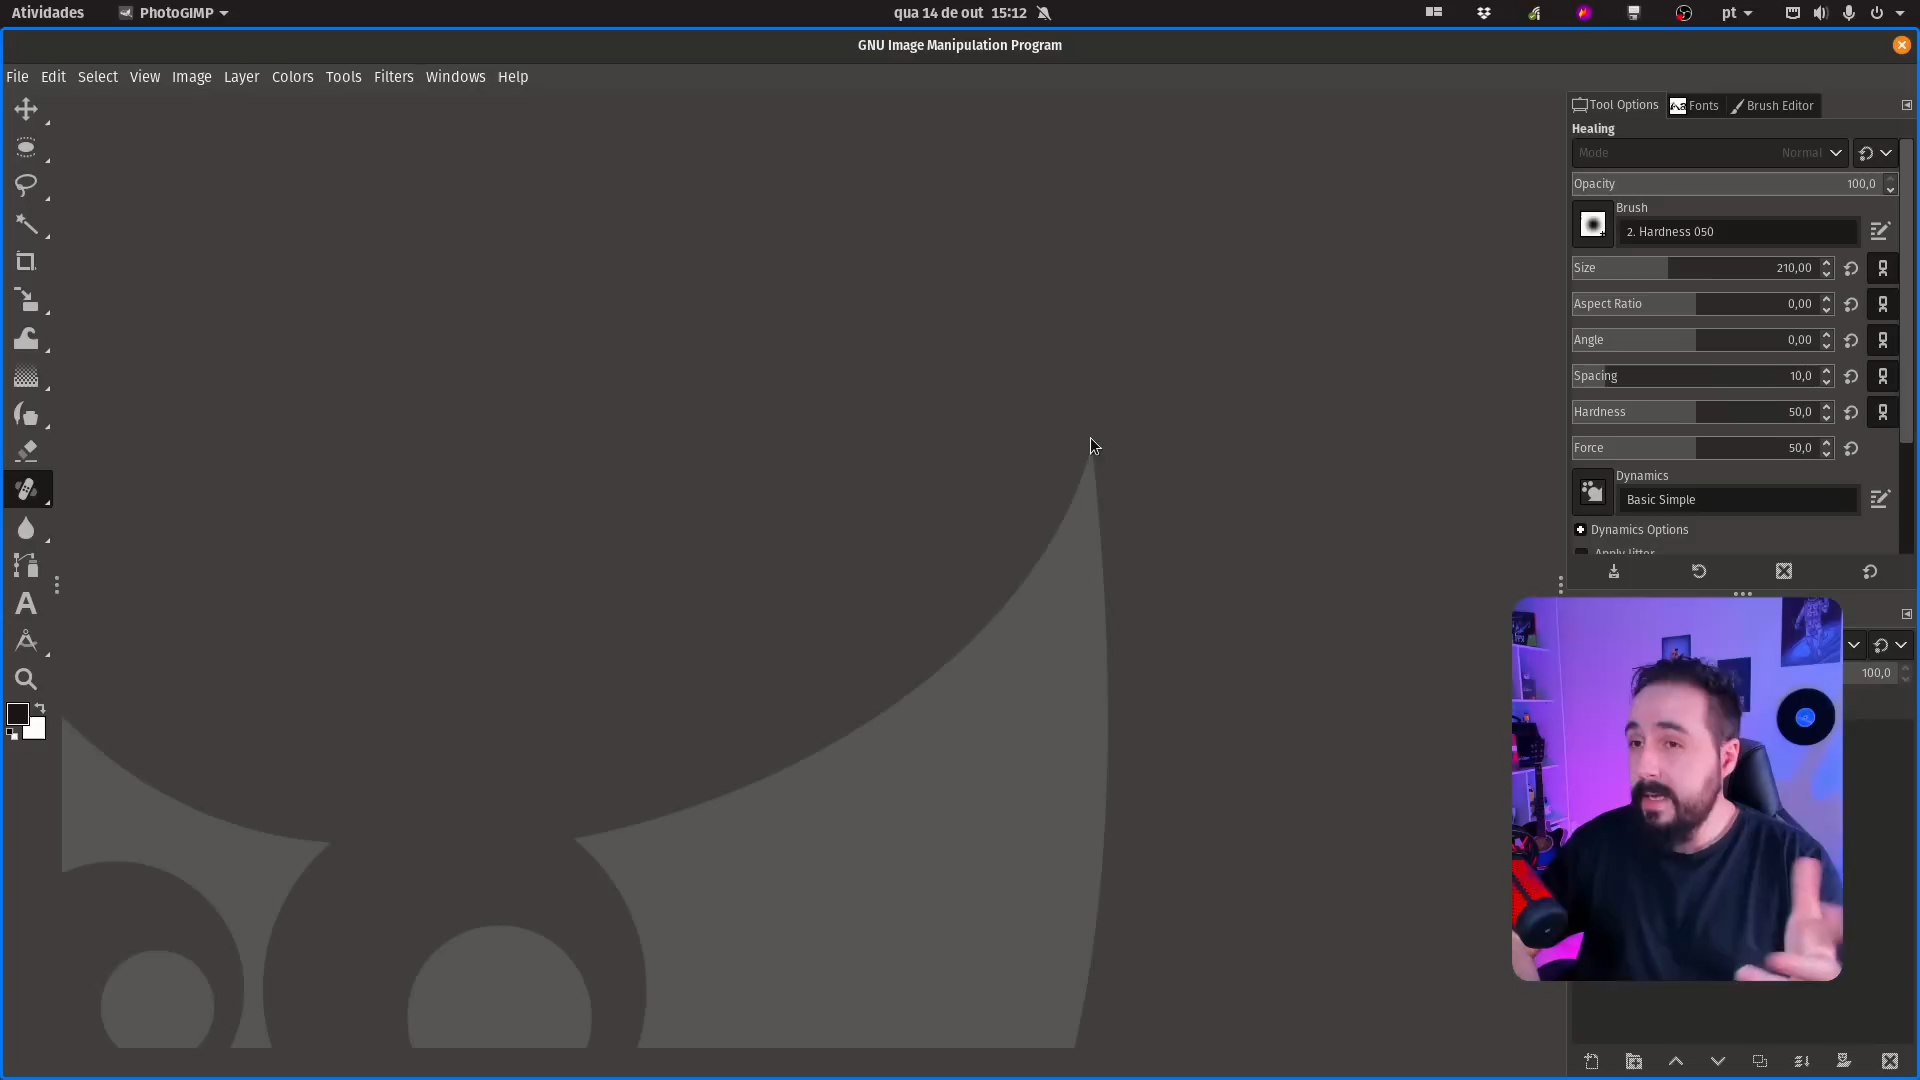 Atividades PhotoGIMP qua 14 de out 15:12 pt
GNU Image Manipulation Program
File Edit Select View Image Layer Colors Tools Filters Windows Help
Tool Options Fonts Brush Editor
Healing
Mode Normal
Opacity 100,0
Brush
2. Hardness 050
Size 210,00
Aspect Ratio 0,00
Angle 0,00
Spacing 10,0
Hardness 50,0
Force 50,0
Dynamics
Basic Simple
Dynamics Options
Apply Jitter
100,0